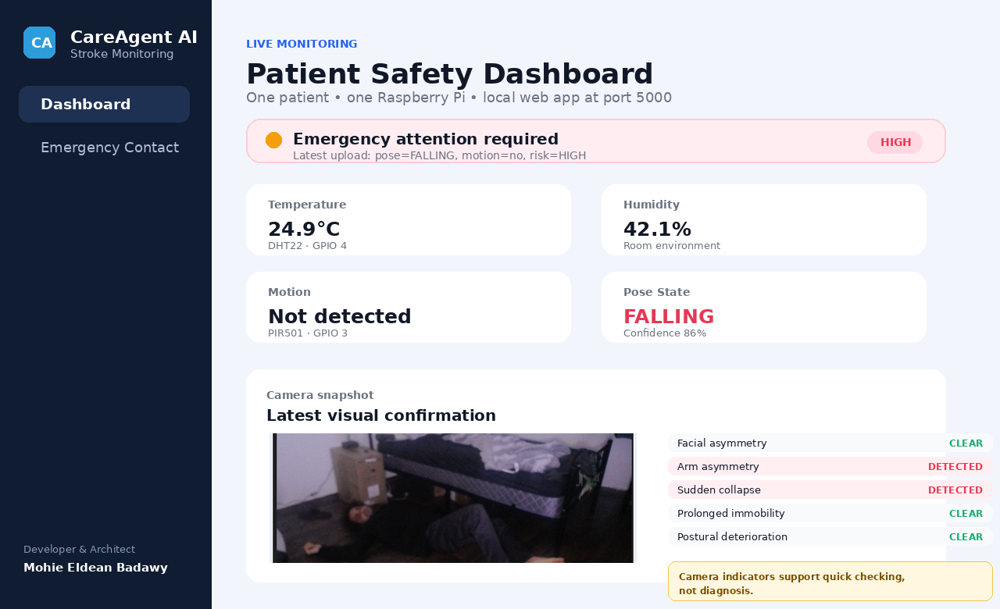 CA
CareAgent AI
Stroke Monitoring
Dashboard
Emergency Contact
Developer & Architect
Mohie Eldean Badawy
LIVE MONITORING
Patient Safety Dashboard
One patient • one Raspberry Pi • local web app at port 5000
Emergency attention required
Latest upload: pose=FALLING, motion=no, risk=HIGH
HIGH
Temperature
24.9°C
DHT22 · GPIO 4
Humidity
42.1%
Room environment
Motion
Not detected
PIR501 · GPIO 3
Pose State
FALLING
Confidence 86%
Camera snapshot
Latest visual confirmation
Facial asymmetry CLEAR
Arm asymmetry DETECTED
Sudden collapse DETECTED
Prolonged immobility CLEAR
Postural deterioration CLEAR
Camera indicators support quick checking,
not diagnosis.